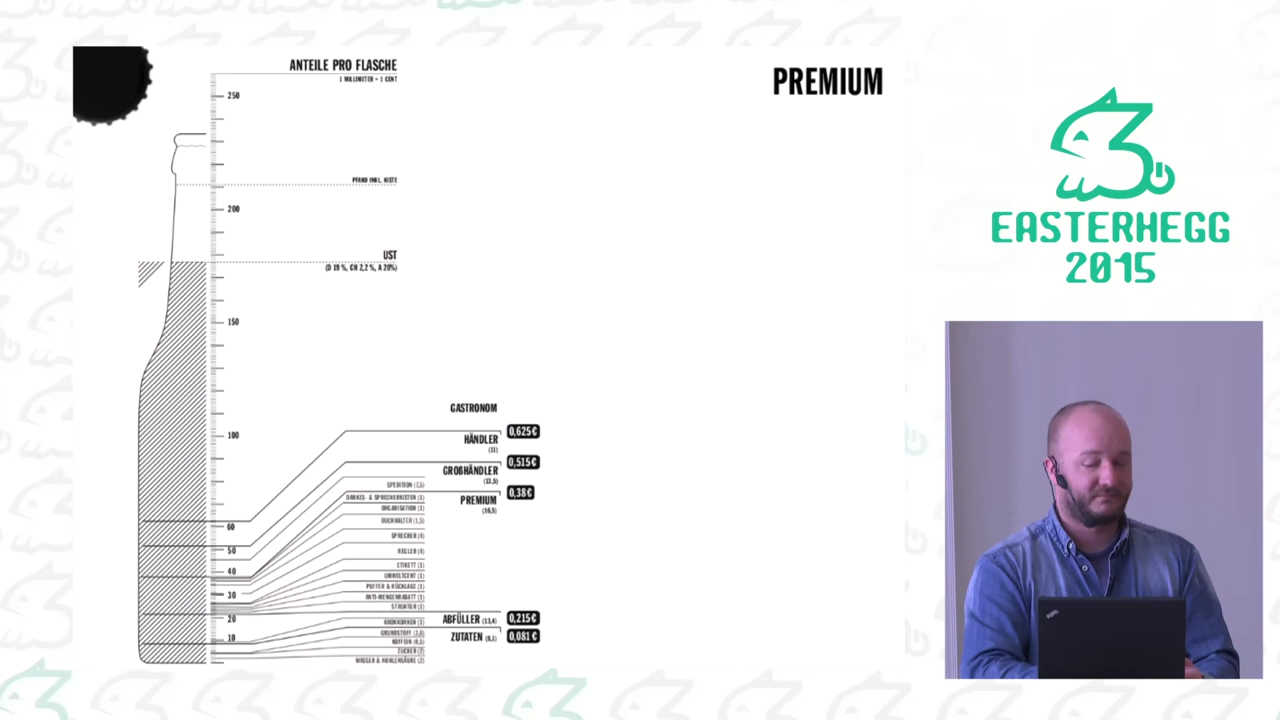 ANTEILE PRO FLASCHE
1 MILLIMETER = 1 CENT
PREMIUM
250
PFAND INKL. KISTE
200
UST
(D 19 %, CH 2,2 %, A 20%)
150
GASTRONOM
100
0,625€
HÄNDLER
(11)
0,515€
GROßHÄNDLER
(13,5)
SPEDITION (7,5)
0,38€
DANKES- & SPRECHERKISTEN (1)
PREMIUM
(16,5)
ORGANISATION (1)
BUCHHALTER (1,5)
60
SPRECHER (4)
50
REGLER (4)
ETIKETT (1)
40
UMWELTCENT (1)
PUFFER & RÜCKLAGE (1)
30
ANTI-MENGENRABATT (1)
STRUKTUR (1)
20
KRONKORKEN (1)
ABFÜLLER (13,4)
0,215€
GRUNDSTOFF (3,6)
10
ZUTATEN (8,1)
0,081€
KOFFEIN (0,5)
ZUCKER (2)
WASSER & KOHLENSÄURE (2)
EASTERHEGG
2015